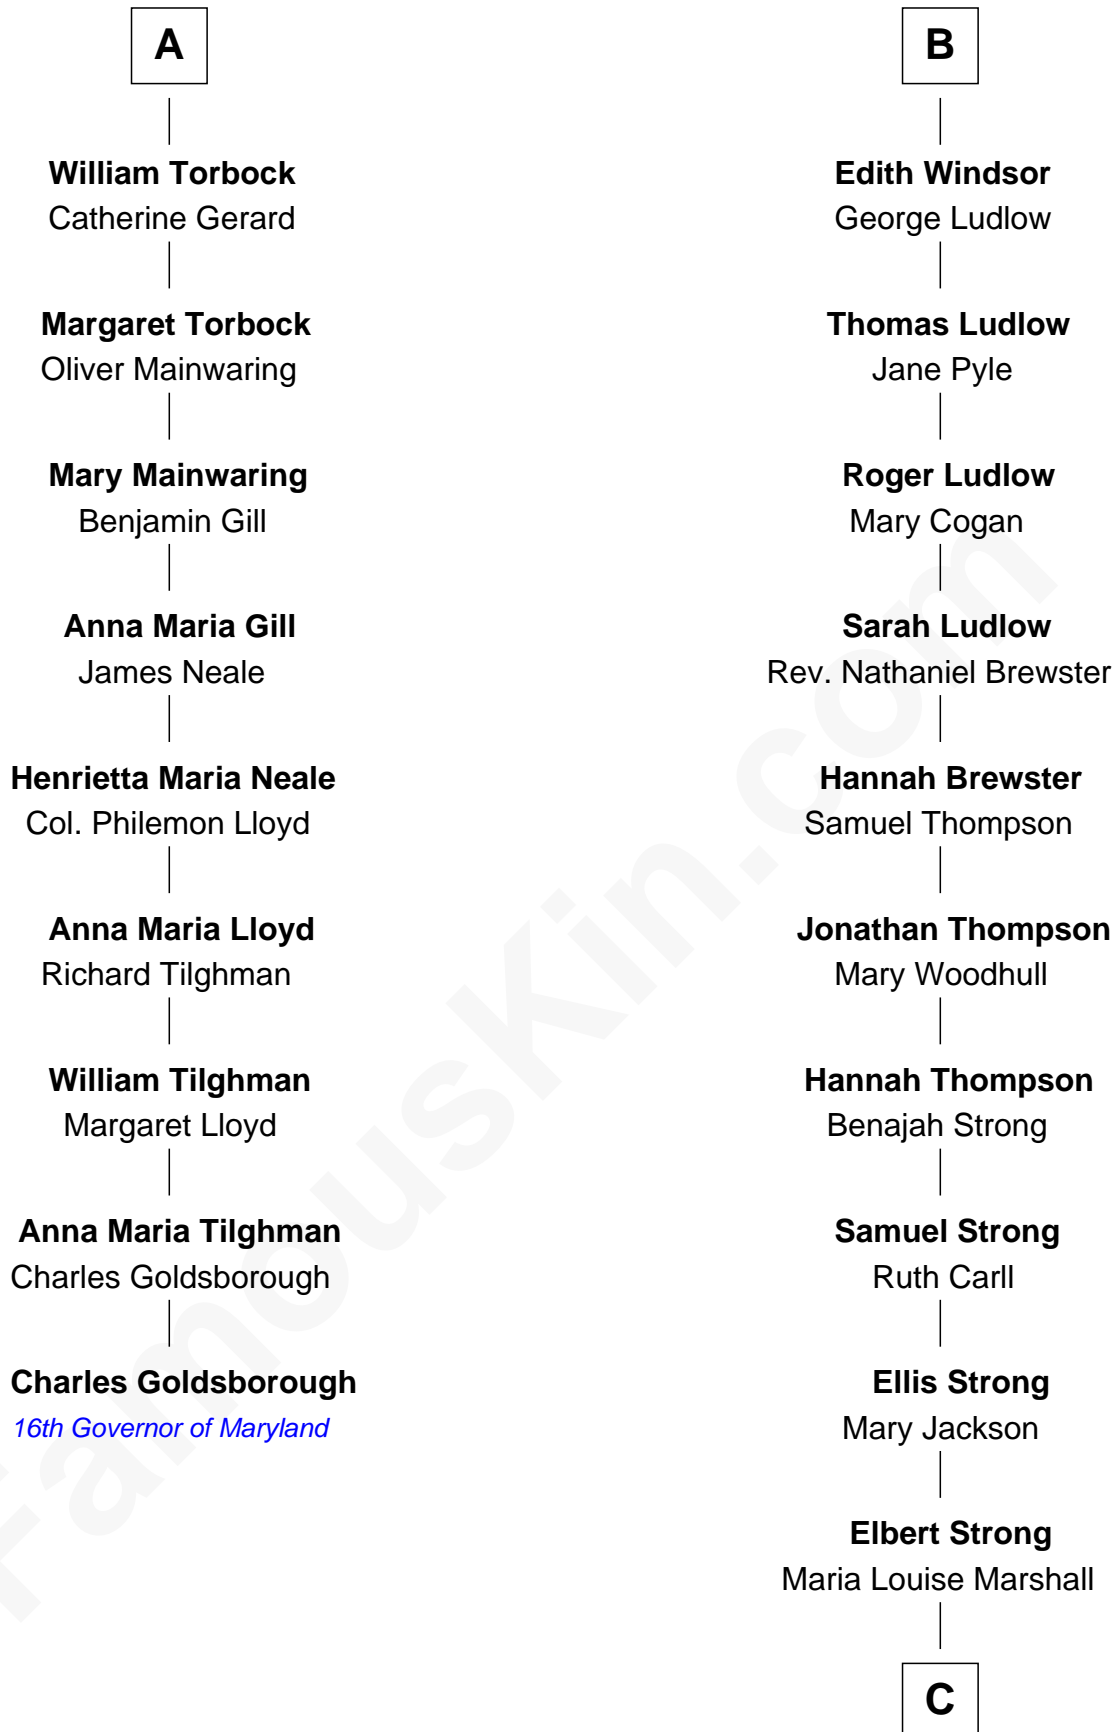 A
William Torbock
Catherine Gerard
Margaret Torbock
Oliver Mainwaring
Mary Mainwaring
Benjamin Gill
Anna Maria Gill
James Neale
Henrietta Maria Neale
Col. Philemon Lloyd
Anna Maria Lloyd
Richard Tilghman
William Tilghman
Margaret Lloyd
Anna Maria Tilghman
Charles Goldsborough
Charles Goldsborough
16th Governor of Maryland
B
Edith Windsor
George Ludlow
Thomas Ludlow
Jane Pyle
Roger Ludlow
Mary Cogan
Sarah Ludlow
Rev. Nathaniel Brewster
Hannah Brewster
Samuel Thompson
Jonathan Thompson
Mary Woodhull
Hannah Thompson
Benajah Strong
Samuel Strong
Ruth Carll
Ellis Strong
Mary Jackson
Elbert Strong
Maria Louise Marshall
C
FamousKin.com